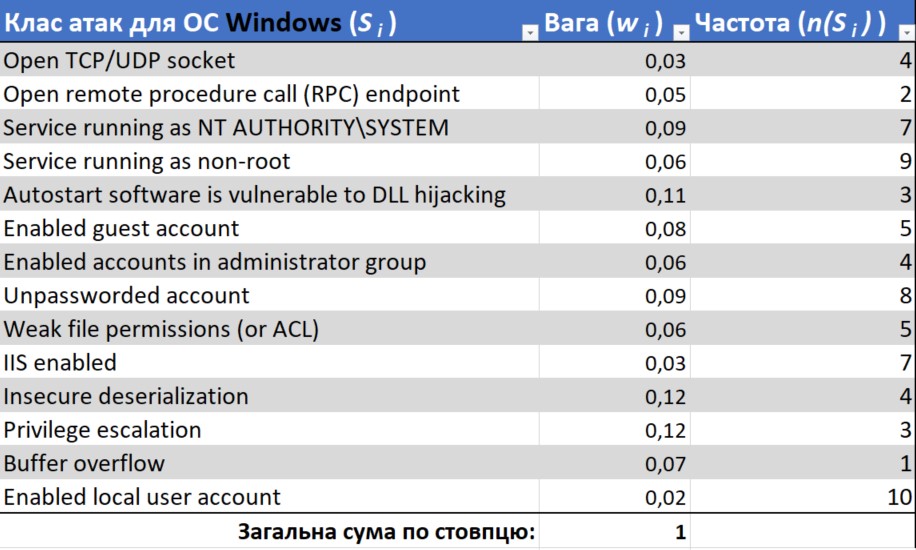 Клас атак для ОС Windows (S i ) Вага (w i ) Частота (n(S i ) )
Open TCP/UDP socket 0,03 4
Open remote procedure call (RPC) endpoint 0,05 2
Service running as NT AUTHORITY\SYSTEM 0,09 7
Service running as non-root 0,06 9
Autostart software is vulnerable to DLL hijacking 0,11 3
Enabled guest account 0,08 5
Enabled accounts in administrator group 0,06 4
Unpassworded account 0,09 8
Weak file permissions (or ACL) 0,06 5
IIS enabled 0,03 7
Insecure deserialization 0,12 4
Privilege escalation 0,12 3
Buffer overflow 0,07 1
Enabled local user account 0,02 10
Загальна сума по стовпцю: 1